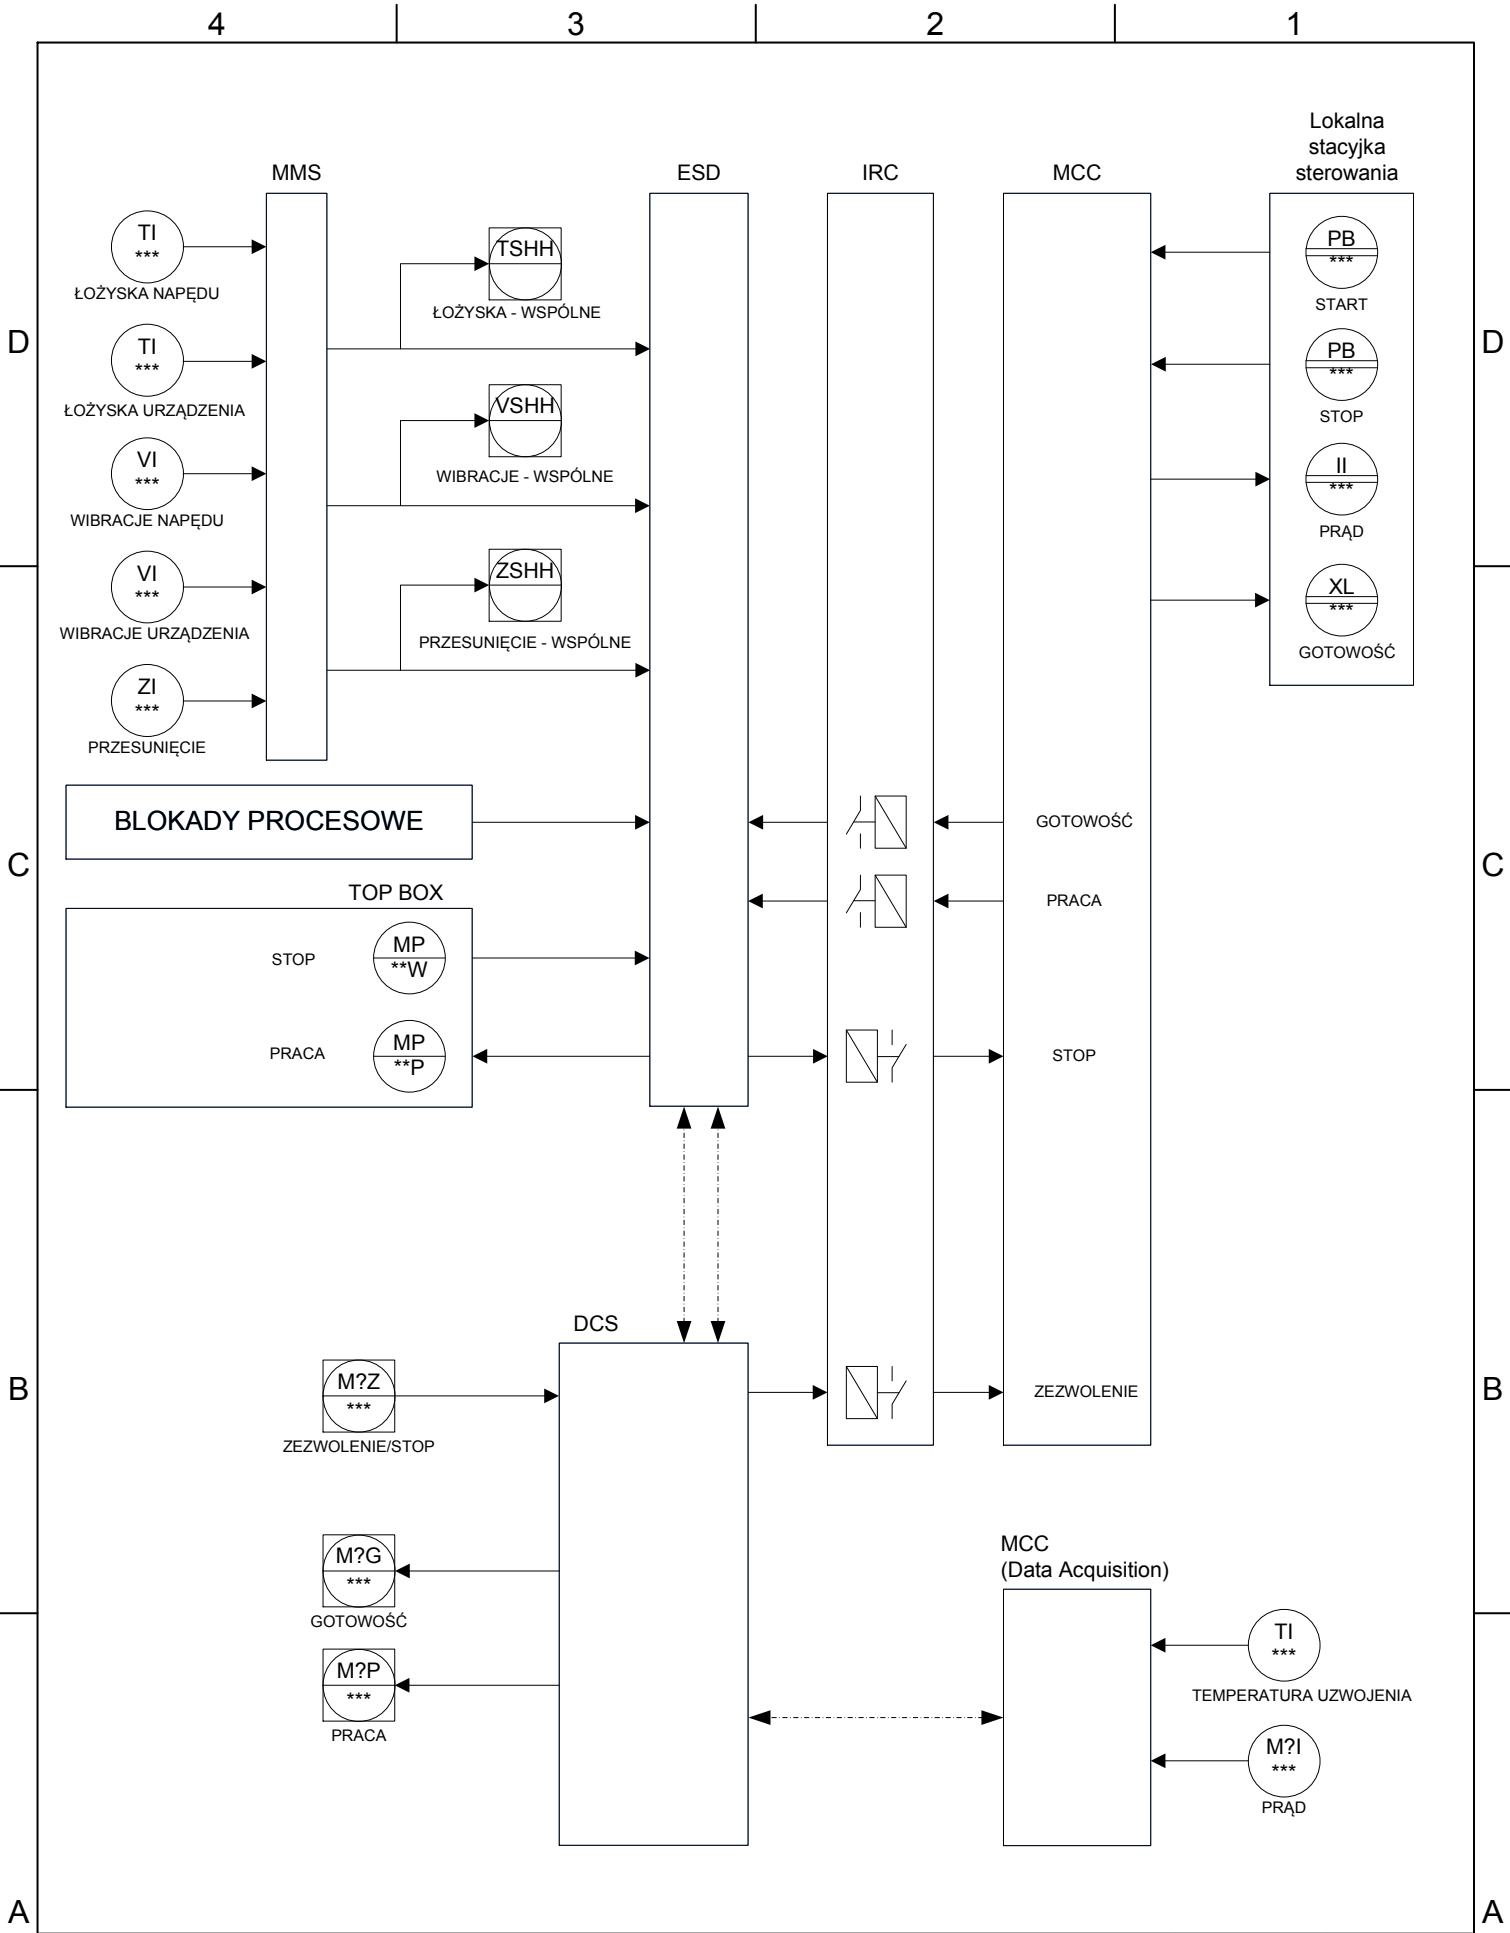 4 3 2 1
Lokalna
stacyjka
sterowania
MMS ESD IRC MCC
TI
***
ŁOŻYSKA NAPĘDU
TSHH
ŁOŻYSKA - WSPÓLNE
PB
***
START
D D
TI
***
ŁOŻYSKA URZĄDZENIA
VSHH
WIBRACJE - WSPÓLNE
PB
***
STOP
VI
***
WIBRACJE NAPĘDU
II
***
PRĄD
VI
***
WIBRACJE URZĄDZENIA
ZSHH
PRZESUNIĘCIE - WSPÓLNE
XL
***
GOTOWOŚĆ
ZI
***
PRZESUNIĘCIE
BLOKADY PROCESOWE
GOTOWOŚĆ
C C
TOP BOX
PRACA
STOP
MP
**W
PRACA
MP
**P
STOP
DCS
B B
M?Z
***
ZEZWOLENIE/STOP
ZEZWOLENIE
M?G
***
GOTOWOŚĆ
MCC
(Data Acquisition)
M?P
***
PRACA
TI
***
TEMPERATURA UZWOJENIA
M?I
***
PRĄD
A A